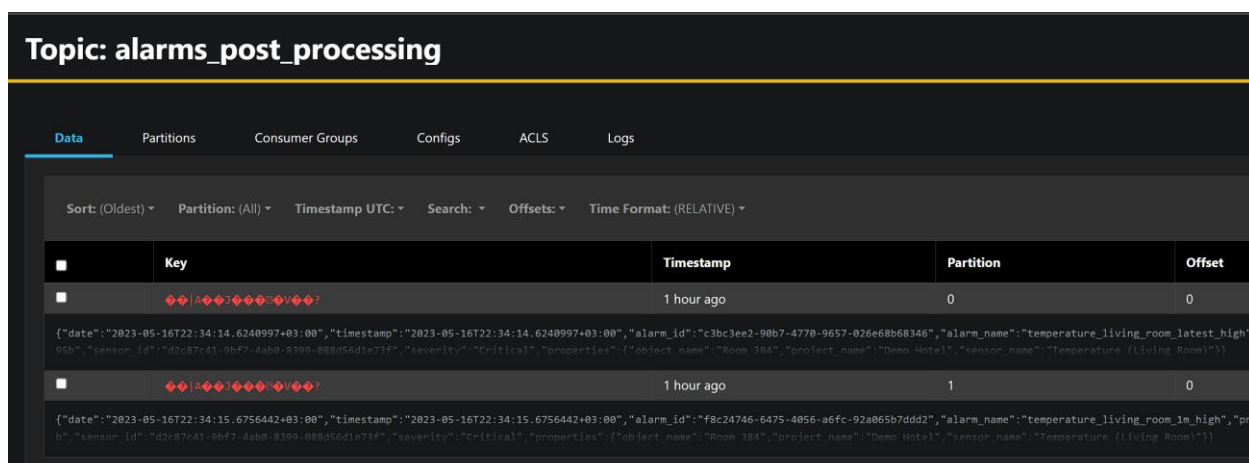 Topic: alarms_post_processing
Data Partitions Consumer Groups Configs ACLS Logs
Sort: (Oldest) Partition: (All) Timestamp UTC: Search: Offsets: Time Format: (RELATIVE)
Key Timestamp Partition Offset
��|A��J����V��? 1 hour ago 0 0
{"date":"2023-05-16T22:34:14.6240997+03:00","timestamp":"2023-05-16T22:34:14.6240997+03:00","alarm_id":"c3bc3ee2-90b7-4770-9657-026e68b68346","alarm_name":"temperature_living_room_latest_high"
95b","sensor_id":"d2c87c41-9bf7-4ab0-8399-088d56d1e73f","severity":"Critical","properties":{"object_name":"Room 384","project_name":"Demo Hotel","sensor_name":"Temperature (Living Room)"}}
��|A��J����V��? 1 hour ago 1 0
{"date":"2023-05-16T22:34:15.6756442+03:00","timestamp":"2023-05-16T22:34:15.6756442+03:00","alarm_id":"f8c24746-6475-4056-a6fc-92a065b7ddd2","alarm_name":"temperature_living_room_1m_high","pr
b","sensor_id":"d2c87c41-9bf7-4ab0-8399-088d56d1e73f","severity":"Critical","properties":{"object_name":"Room 384","project_name":"Demo Hotel","sensor_name":"Temperature (Living Room)"}}